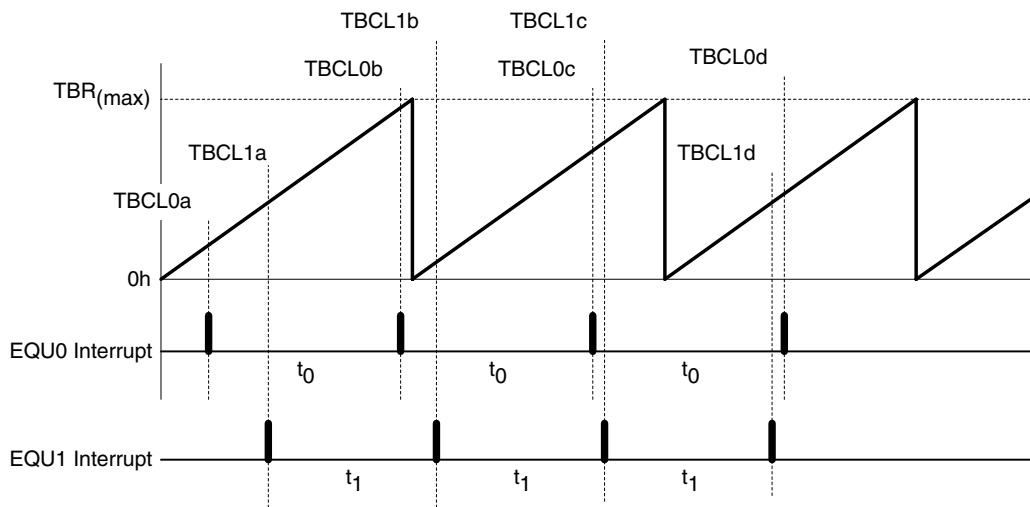 TBCL1b
TBCL1c
TBCL0b
TBCL0c
TBCL0d
TBR(max)
TBCL1a
TBCL1d
TBCL0a
0h
EQU0 Interrupt
t0
t0
t0
EQU1 Interrupt
t1
t1
t1